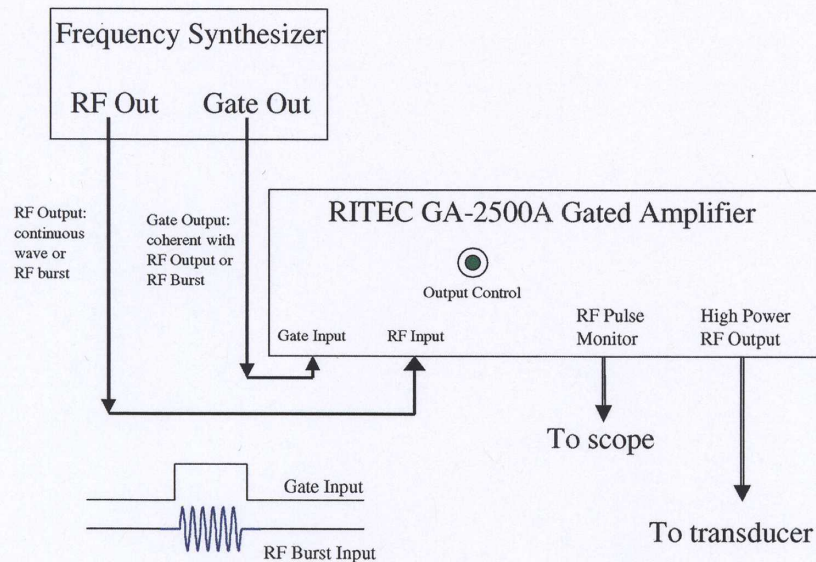 Frequency Synthesizer
RF Out Gate Out
RF Output:
continuous
wave or
RF burst
Gate Output:
coherent with
RF Output or
RF Burst
RITEC GA-2500A Gated Amplifier
Output Control
Gate Input RF Input
RF Pulse
Monitor
High Power
RF Output
To scope
To transducer
Gate Input
RF Burst Input